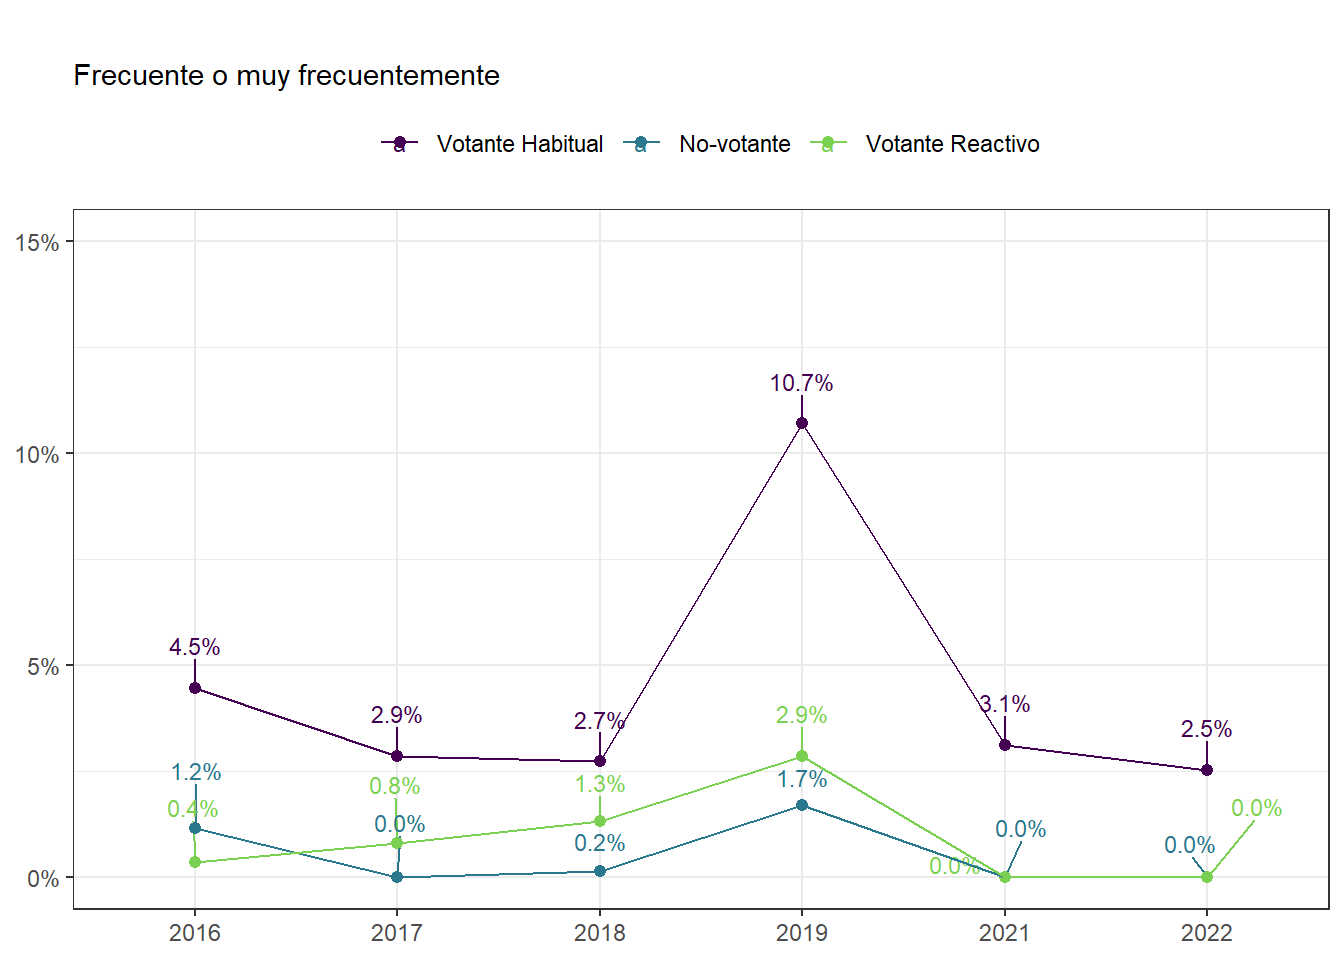 Frecuente o muy frecuentemente
a Votante Habitual a No-votante a Votante Reactivo
15%
10.7%
10%
4.5%
5%
3.1%
2.9% 2.7% 2.9%
2.5%
1.2% 0.8% 1.3% 1.7%
0.4% 0.0%
0.0% 0.2% 0.0% 0.0%
0.0%
0%
2016 2017 2018 2019 2021 2022